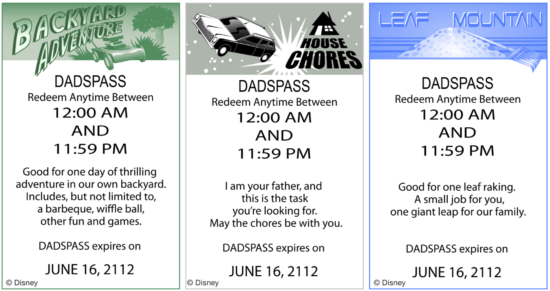 BACKYARD
ADVENTURE
DADSPASS
Redeem Anytime Between
12:00 AM
AND
11:59 PM
Good for one day of thrilling
adventure in our own backyard.
Includes, but not limited to,
a barbeque, wiffle ball,
other fun and games.
DADSPASS expires on
JUNE 16, 2112
© Disney
HOUSE
CHORES
DADSPASS
Redeem Anytime Between
12:00 AM
AND
11:59 PM
I am your father, and
this is the task
you're looking for.
May the chores be with you.
DADSPASS expires on
JUNE 16, 2112
© Disney
LEAF MOUNTAIN
DADSPASS
Redeem Anytime Between
12:00 AM
AND
11:59 PM
Good for one leaf raking.
A small job for you,
one giant leap for our family.
DADSPASS expires on
JUNE 16, 2112
© Disney